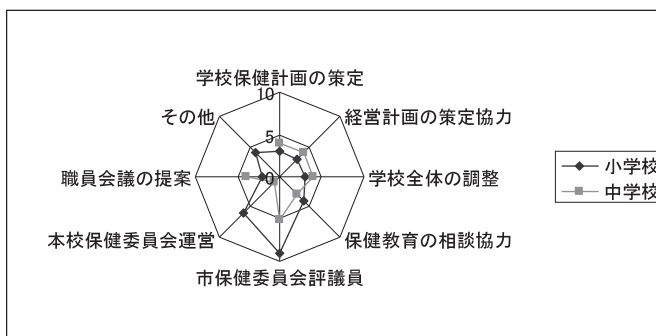 学校保健計画の策定
10
その他
経営計画の策定協力
5
職員会議の提案
0
学校全体の調整
小学校
中学校
本校保健委員会運営
保健教育の相談協力
市保健委員会評議員